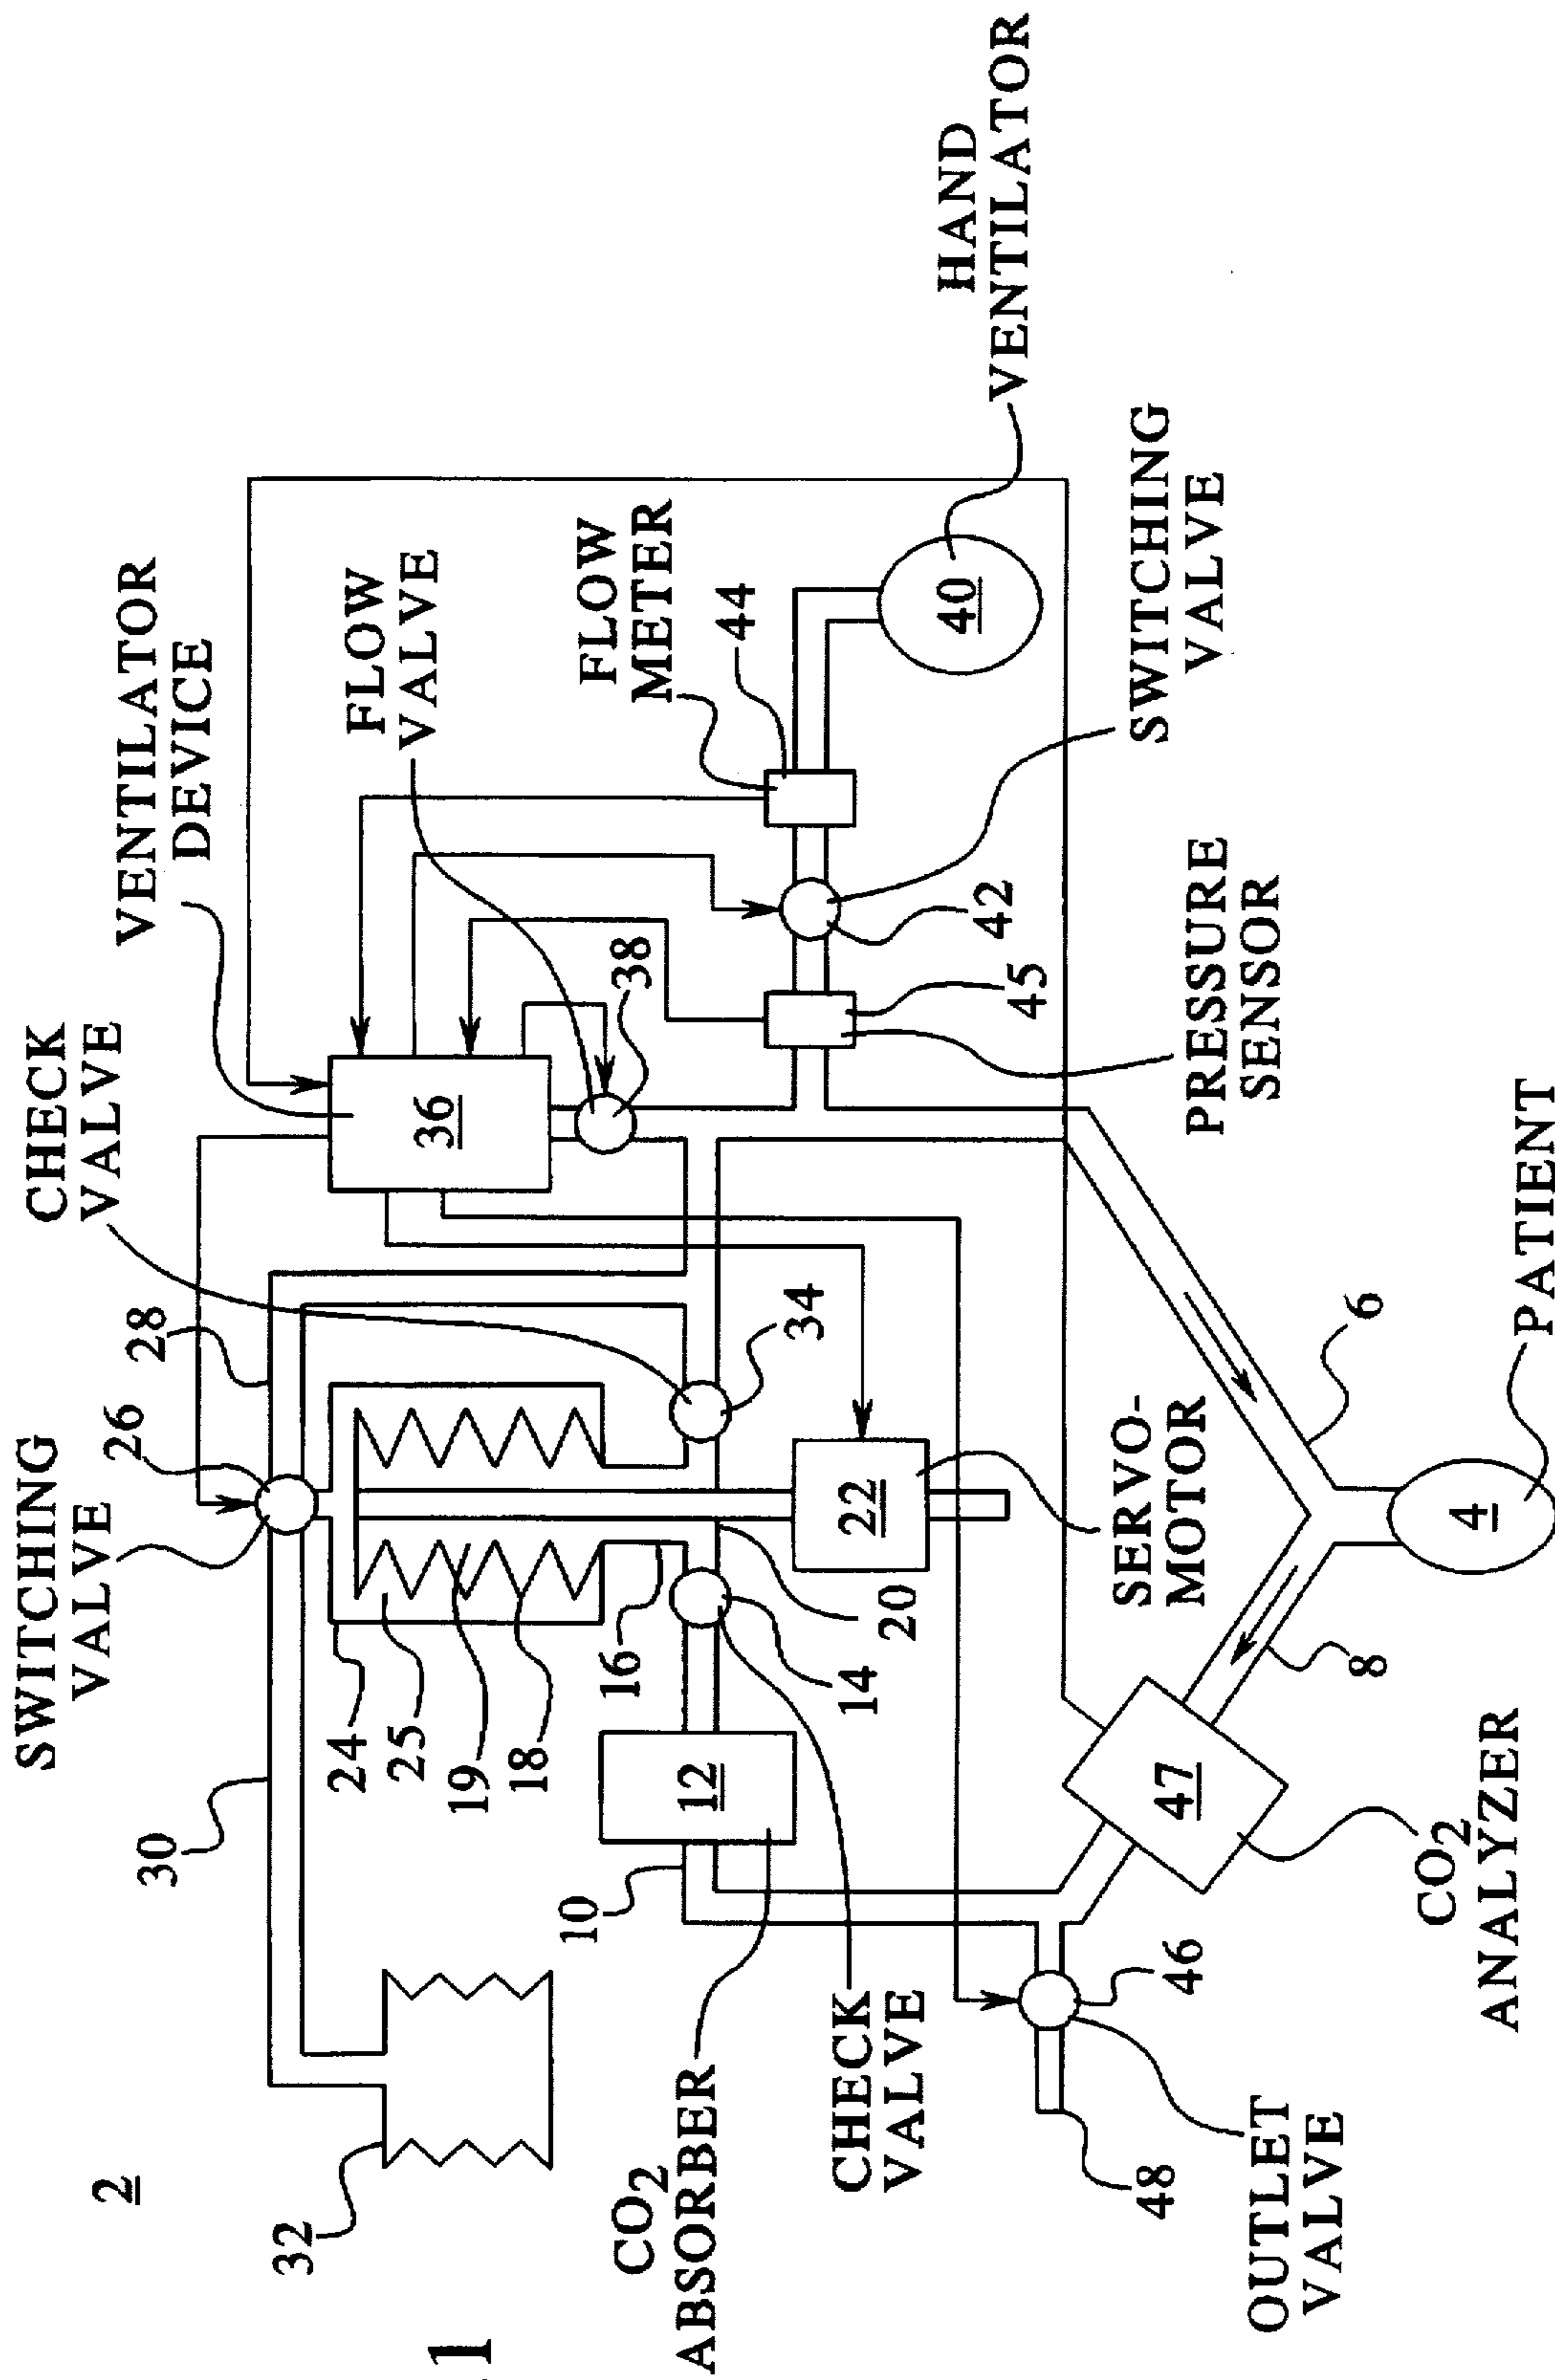 2
32
30
SWITCHING
VALVE
26
28
CHECK
VALVE
VENTILATOR
DEVICE
FLOW
VALVE
FLOW
METER
44
HAND
VENTILATOR
24
25
19
18
16
36
38
34
10
12
14
20
22
SERVO-
MOTOR
45
42
40
SWITCHING
VALVE
PRESSURE
SENSOR
CO2
ABSORBER
CHECK
VALVE
46
48
OUTLET
VALVE
47
CO2
ANALYZER
8
6
4
PATIENT
1